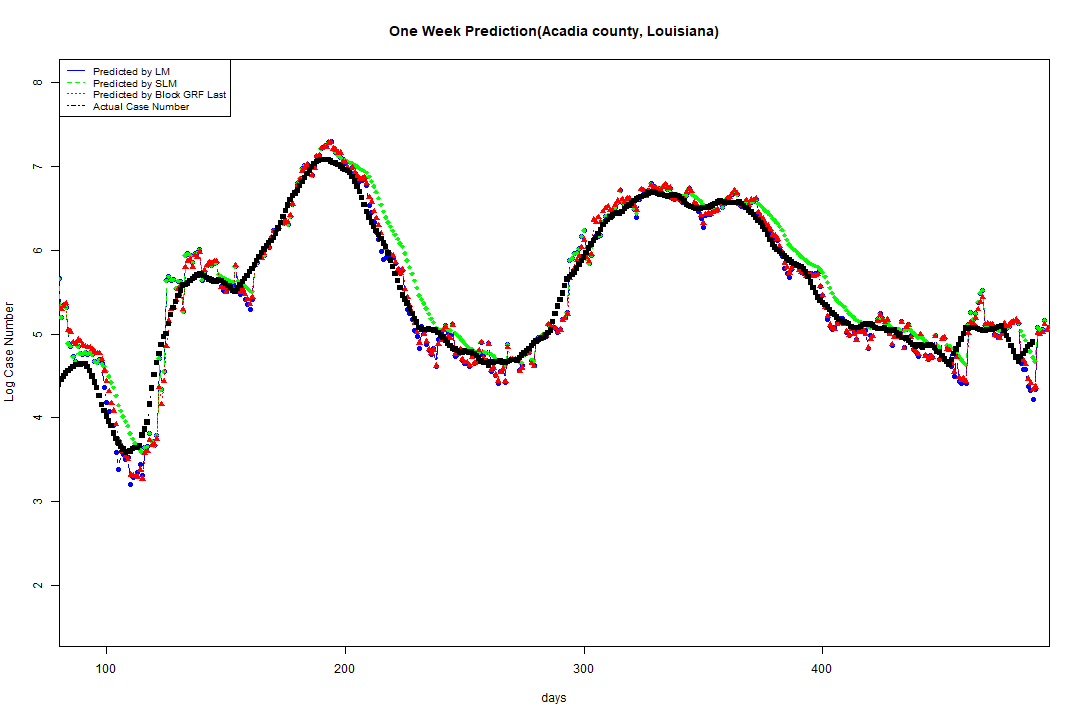 One Week Prediction(Acadia county, Louisiana)
Predicted by LM
Predicted by SLM
Predicted by Block GRF Last
Actual Case Number
8
7
6
5
4
3
2
Log Case Number
100 200 300 400
days